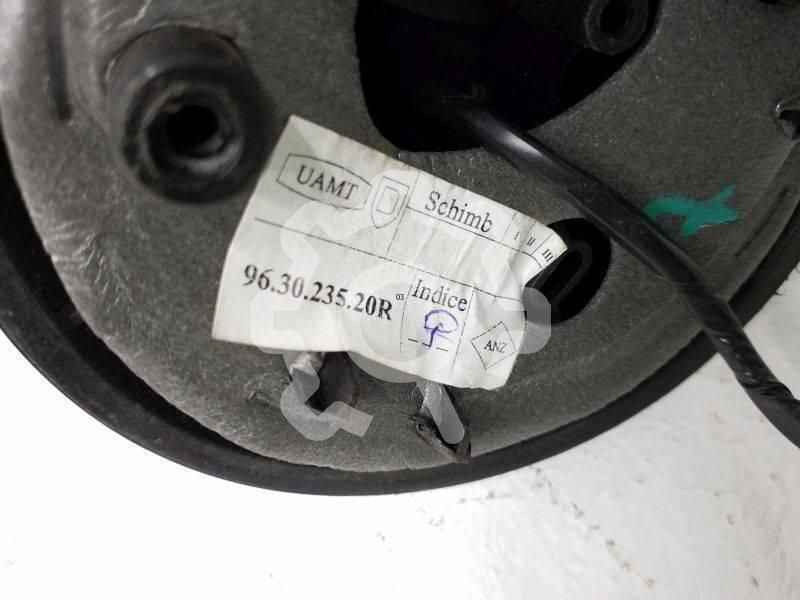 UAMT
Schimb
I II III
96.30.235.20R 03
Indice
ANZ